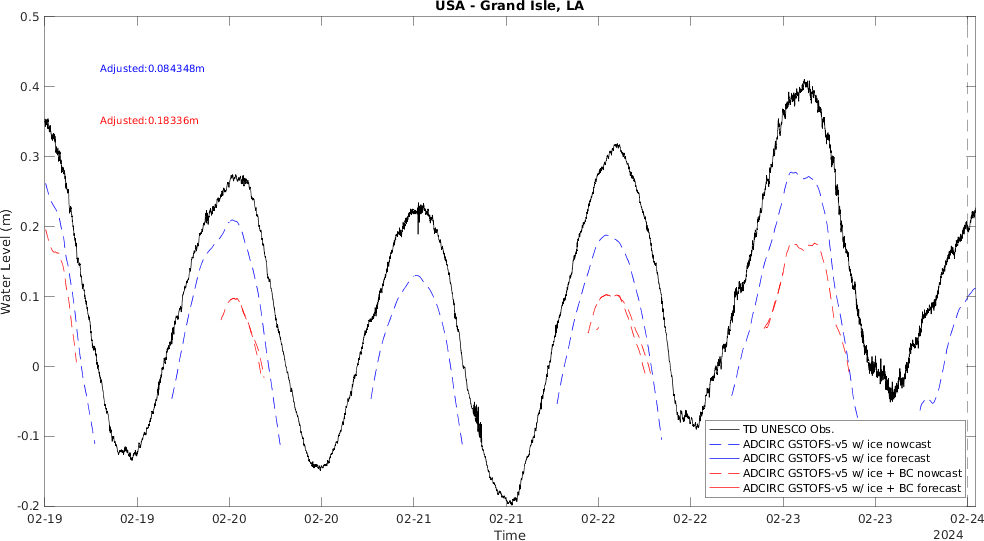 USA - Grand Isle, LA
0.5
Adjusted:0.084348m
0.4
Adjusted:0.18336m
0.3
0.2
Water Level (m)
0.1
0
-0.1
TD UNESCO Obs.
ADCIRC GSTOFS-v5 w/ ice nowcast
ADCIRC GSTOFS-v5 w/ ice forecast
ADCIRC GSTOFS-v5 w/ ice + BC nowcast
ADCIRC GSTOFS-v5 w/ ice + BC forecast
-0.2
02-19 02-19 02-20 02-20 02-21 02-21 02-22 02-22 02-23 02-23 02-24
Time
2024